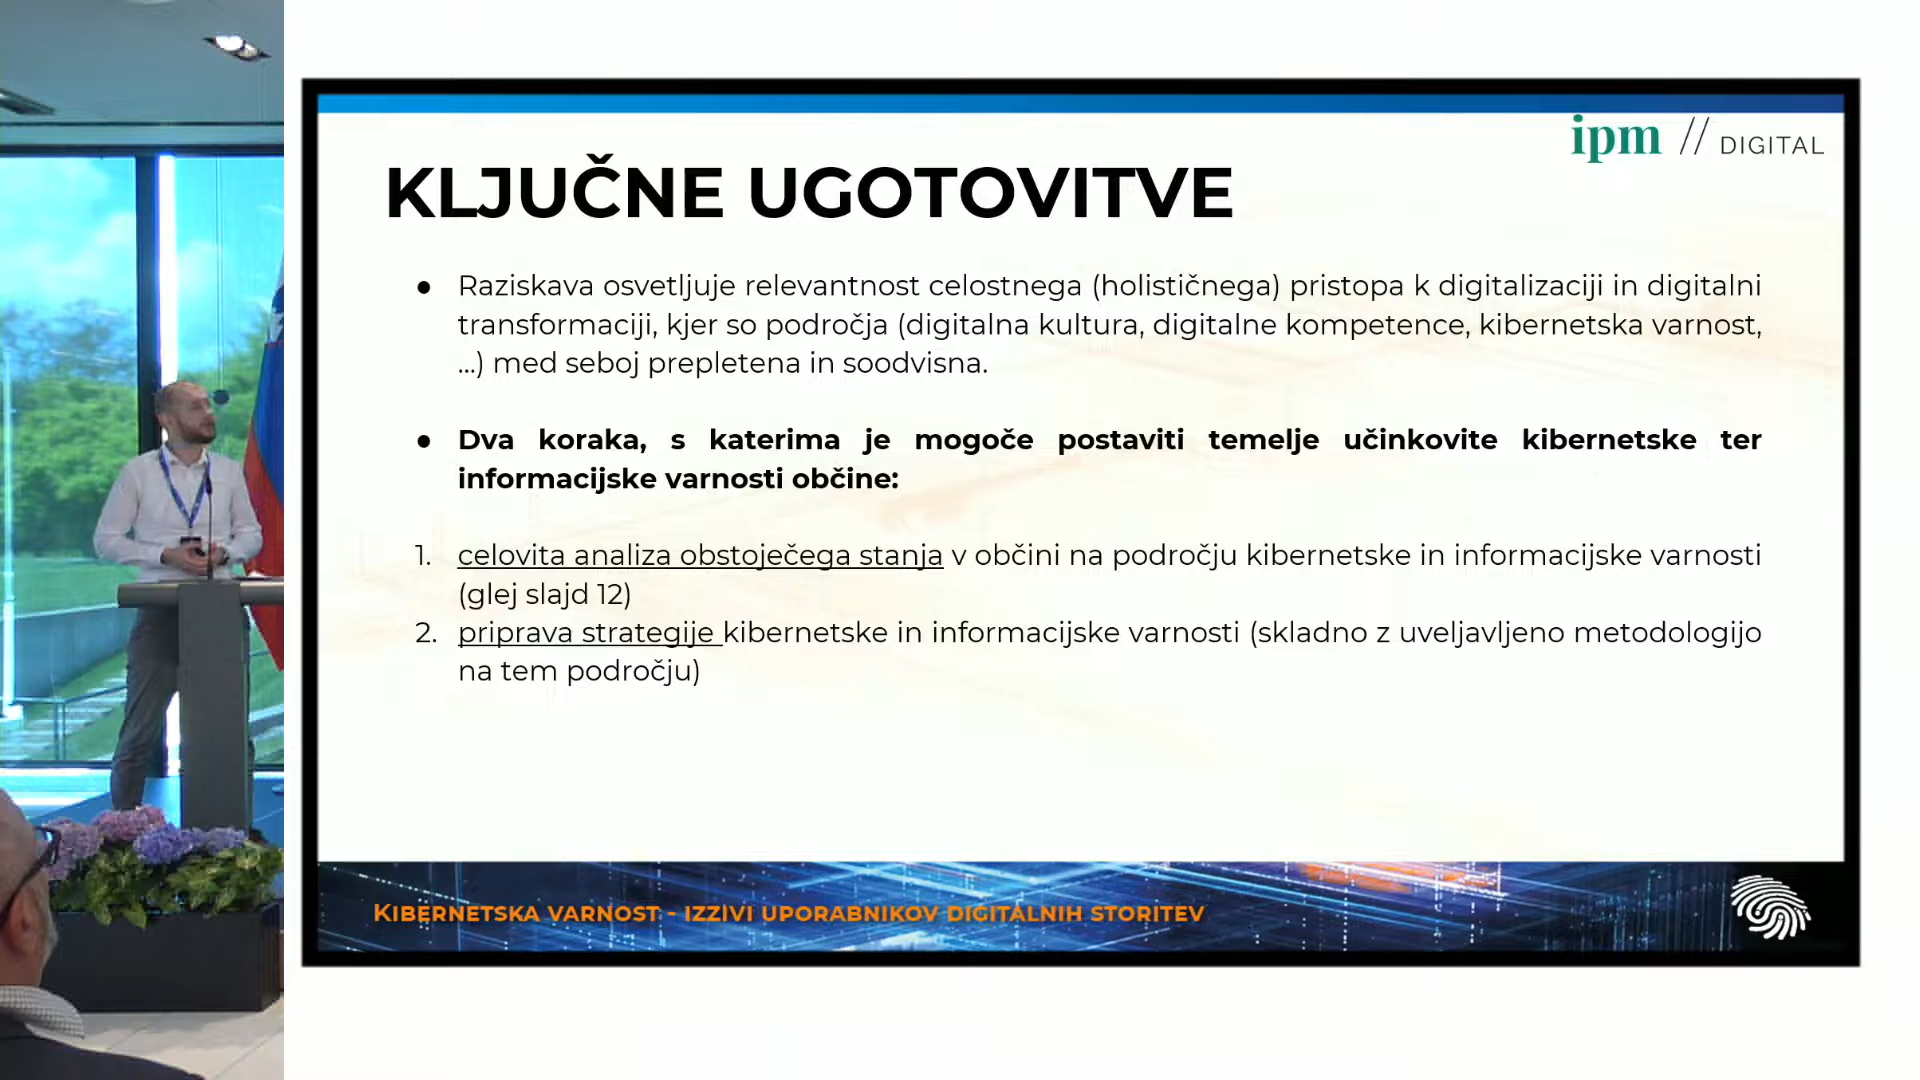 ipm // DIGITAL
KLJUČNE UGOTOVITVE
● Raziskava osvetljuje relevantnost celostnega (holističnega) pristopa k digitalizaciji in digitalni
transformaciji, kjer so področja (digitalna kultura, digitalne kompetence, kibernetska varnost,
...) med seboj prepletena in soodvisna.
● Dva koraka, s katerima je mogoče postaviti temelje učinkovite kibernetske ter
informacijske varnosti občine:
1. celovita analiza obstoječega stanja v občini na področju kibernetske in informacijske varnosti
(glej slajd 12)
2. priprava strategije kibernetske in informacijske varnosti (skladno z uveljavljeno metodologijo
na tem področju)
KIBERNETSKA VARNOST - IZZIVI UPORABNIKOV DIGITALNIH STORITEV